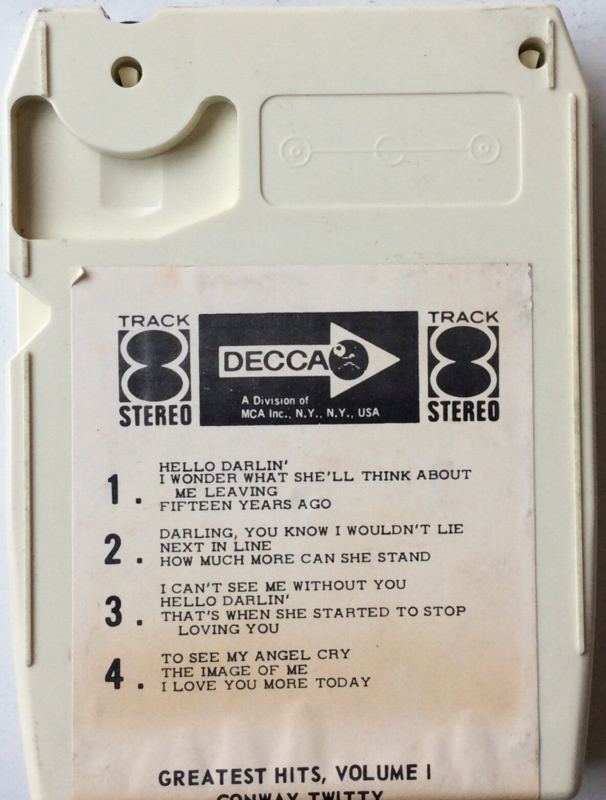 TRACK
8
STEREO
DECCA
A Division of
MCA Inc., N.Y., N.Y., USA
TRACK
8
STEREO
1. HELLO DARLIN'
I WONDER WHAT SHE'LL THINK ABOUT
ME LEAVING
FIFTEEN YEARS AGO
2. DARLING, YOU KNOW I WOULDN'T LIE
NEXT IN LINE
HOW MUCH MORE CAN SHE STAND
3. I CAN'T SEE ME WITHOUT YOU
HELLO DARLIN'
THAT'S WHEN SHE STARTED TO STOP
LOVING YOU
4. TO SEE MY ANGEL CRY
THE IMAGE OF ME
I LOVE YOU MORE TODAY
GREATEST HITS, VOLUME I
CONWAY TWITTY